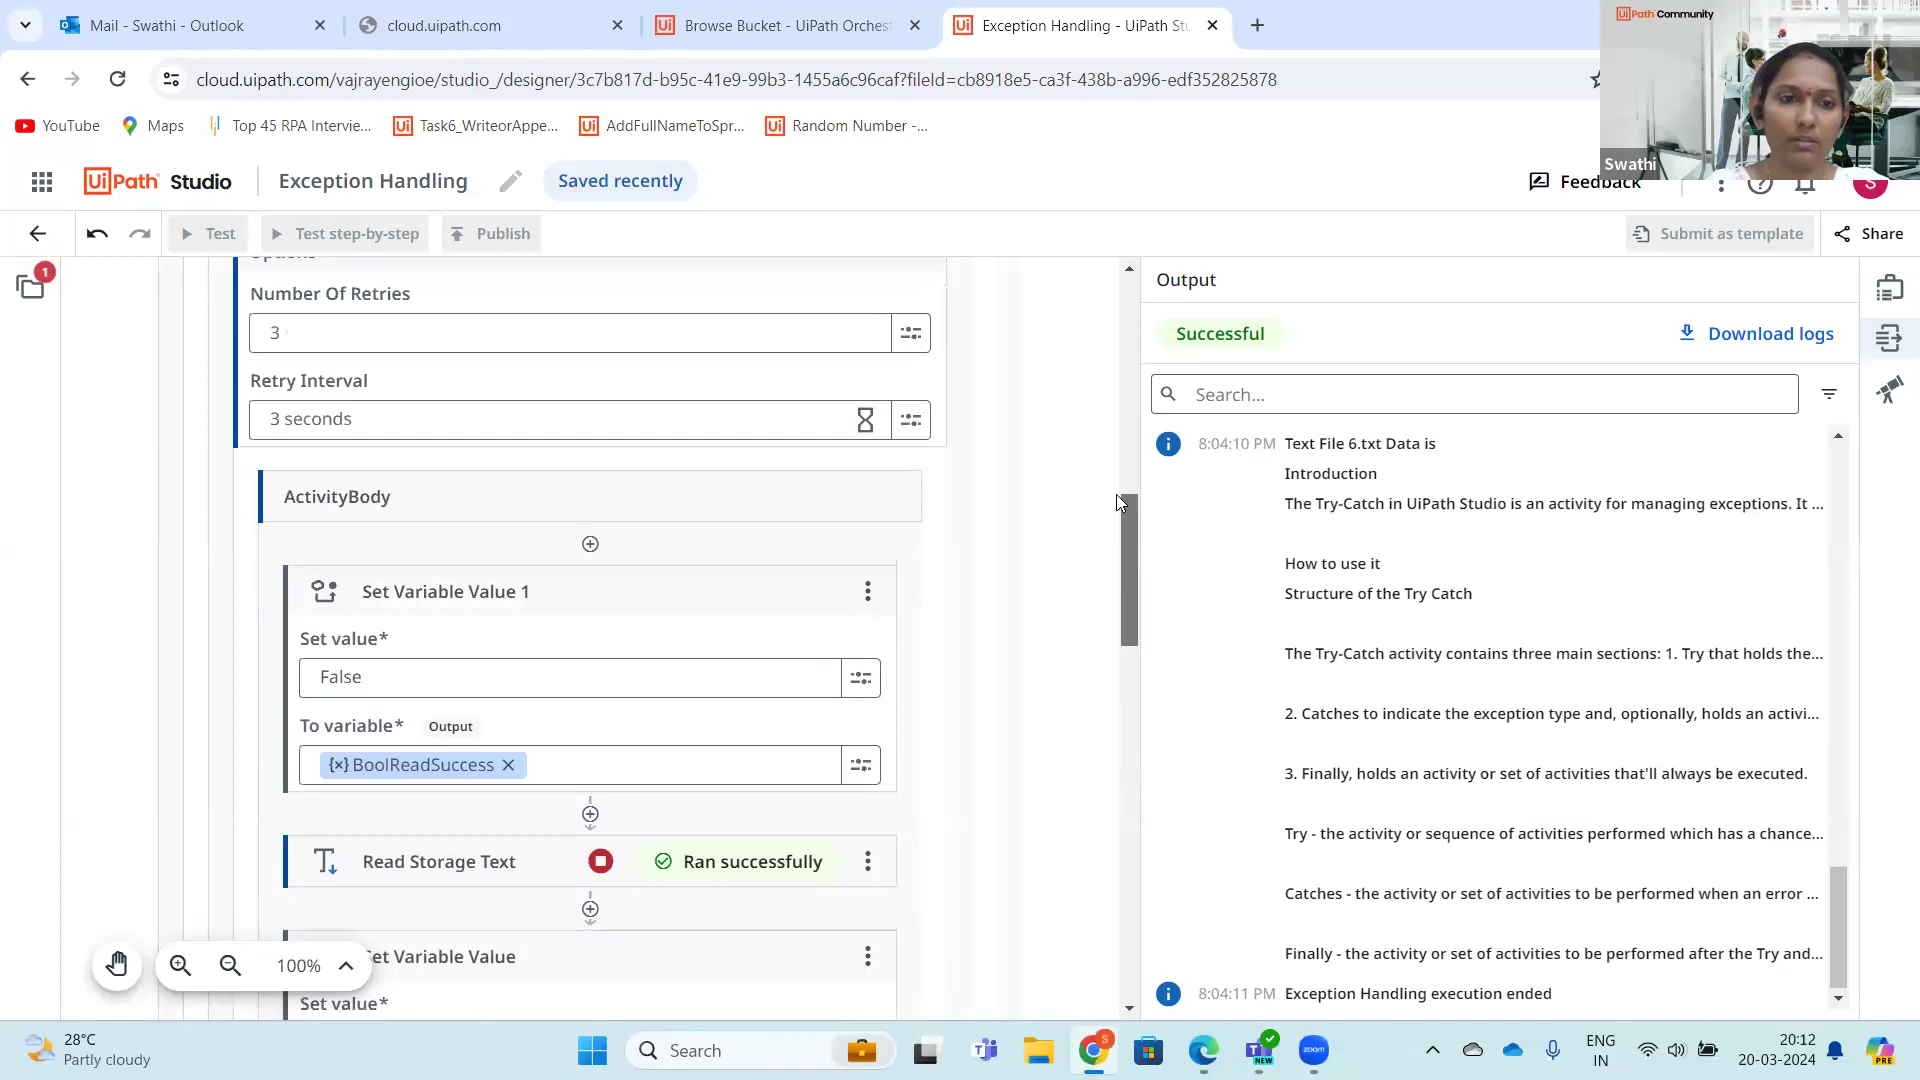 Mail - Swathi - Outlook
cloud.uipath.com
Browse Bucket - UiPath Orchest
Exception Handling - UiPath Stu
UiPath Community
cloud.uipath.com/vajrayengioe/studio_/designer/3c7b817d-b95c-41e9-99b3-1455a6c96caf?fileId=cb8918e5-ca3f-438b-a996-edf352825878
YouTube
Maps
Top 45 RPA Intervie...
Task6_WriteorAppe...
AddFullNameToSpr...
Random Number -...
Swathi
UiPath Studio
Exception Handling
Saved recently
Feedback
S
Test
Test step-by-step
Publish
Submit as template
Share
1
Options
Number Of Retries
3
Retry Interval
3 seconds
ActivityBody
Set Variable Value 1
Set value*
False
To variable* Output
{×} BoolReadSuccess ×
Read Storage Text
Ran successfully
Set Variable Value
Set value*
100%
Output
Successful
Download logs
Search...
8:04:10 PM Text File 6.txt Data is
Introduction
The Try-Catch in UiPath Studio is an activity for managing exceptions. It ...
How to use it
Structure of the Try Catch
The Try-Catch activity contains three main sections: 1. Try that holds the...
2. Catches to indicate the exception type and, optionally, holds an activi...
3. Finally, holds an activity or set of activities that'll always be executed.
Try - the activity or sequence of activities performed which has a chance...
Catches - the activity or set of activities to be performed when an error ...
Finally - the activity or set of activities to be performed after the Try and...
8:04:11 PM Exception Handling execution ended
28°C
Partly cloudy
Search
S
NEW
zoom
ENG
IN
20:12
20-03-2024
PRE